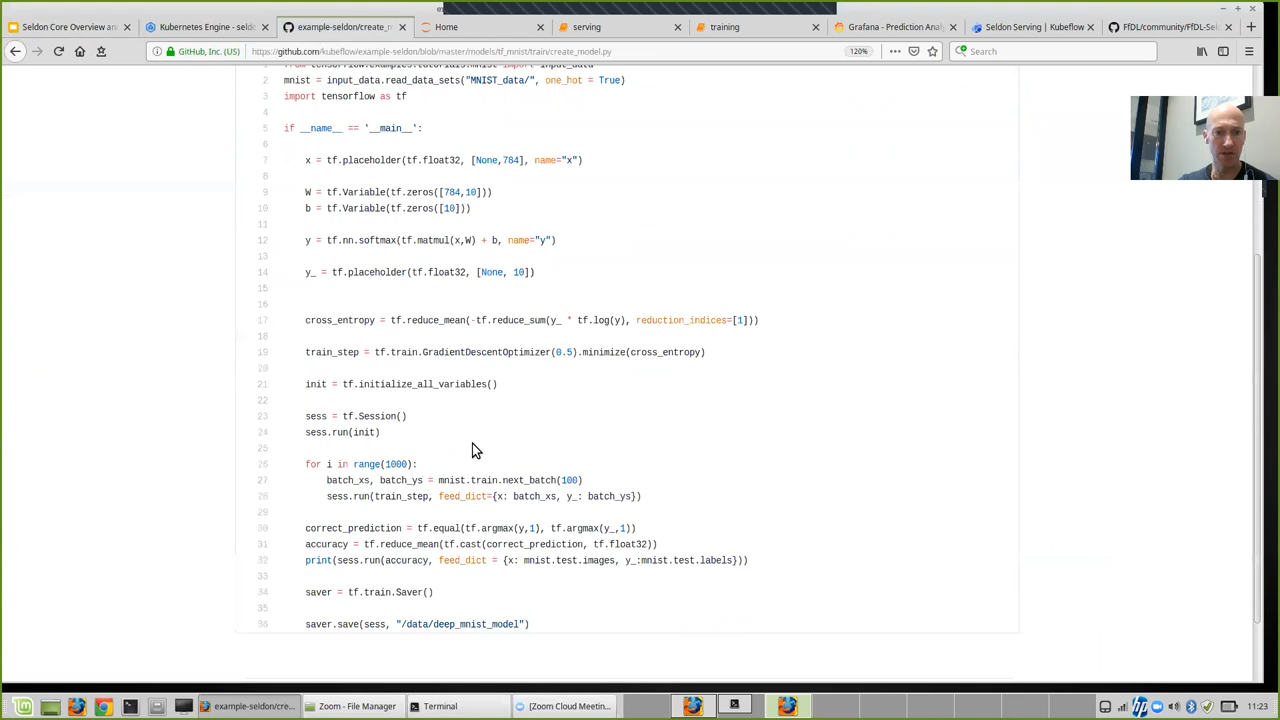 Seldon Core Overview an
Kubernetes Engine - seldo
example-seldon/create_r
Home
serving
training
Grafana - Prediction Anal
Seldon Serving | Kubeflow
FfDL/community/FfDL-Sel
GitHub, Inc. (US)
https://github.com/kubeflow/example-seldon/blob/master/models/tf_mnist/train/create_model.py
120%
Search
1 from tensorflow.examples.tutorials.mnist import input_data
2 mnist = input_data.read_data_sets("MNIST_data/", one_hot = True)
3 import tensorflow as tf
4
5 if __name__ == '__main__':
6
7 x = tf.placeholder(tf.float32, [None,784], name="x")
8
9 W = tf.Variable(tf.zeros([784,10]))
10 b = tf.Variable(tf.zeros([10]))
11
12 y = tf.nn.softmax(tf.matmul(x,W) + b, name="y")
13
14 y_ = tf.placeholder(tf.float32, [None, 10])
15
16
17 cross_entropy = tf.reduce_mean(-tf.reduce_sum(y_ * tf.log(y), reduction_indices=[1]))
18
19 train_step = tf.train.GradientDescentOptimizer(0.5).minimize(cross_entropy)
20
21 init = tf.initialize_all_variables()
22
23 sess = tf.Session()
24 sess.run(init)
25
26 for i in range(1000):
27 batch_xs, batch_ys = mnist.train.next_batch(100)
28 sess.run(train_step, feed_dict={x: batch_xs, y_: batch_ys})
29
30 correct_prediction = tf.equal(tf.argmax(y,1), tf.argmax(y_,1))
31 accuracy = tf.reduce_mean(tf.cast(correct_prediction, tf.float32))
32 print(sess.run(accuracy, feed_dict = {x: mnist.test.images, y_:mnist.test.labels}))
33
34 saver = tf.train.Saver()
35
36 saver.save(sess, "/data/deep_mnist_model")
example-seldon/cre...
Zoom - File Manager
Terminal
[Zoom Cloud Meetin...
11:23